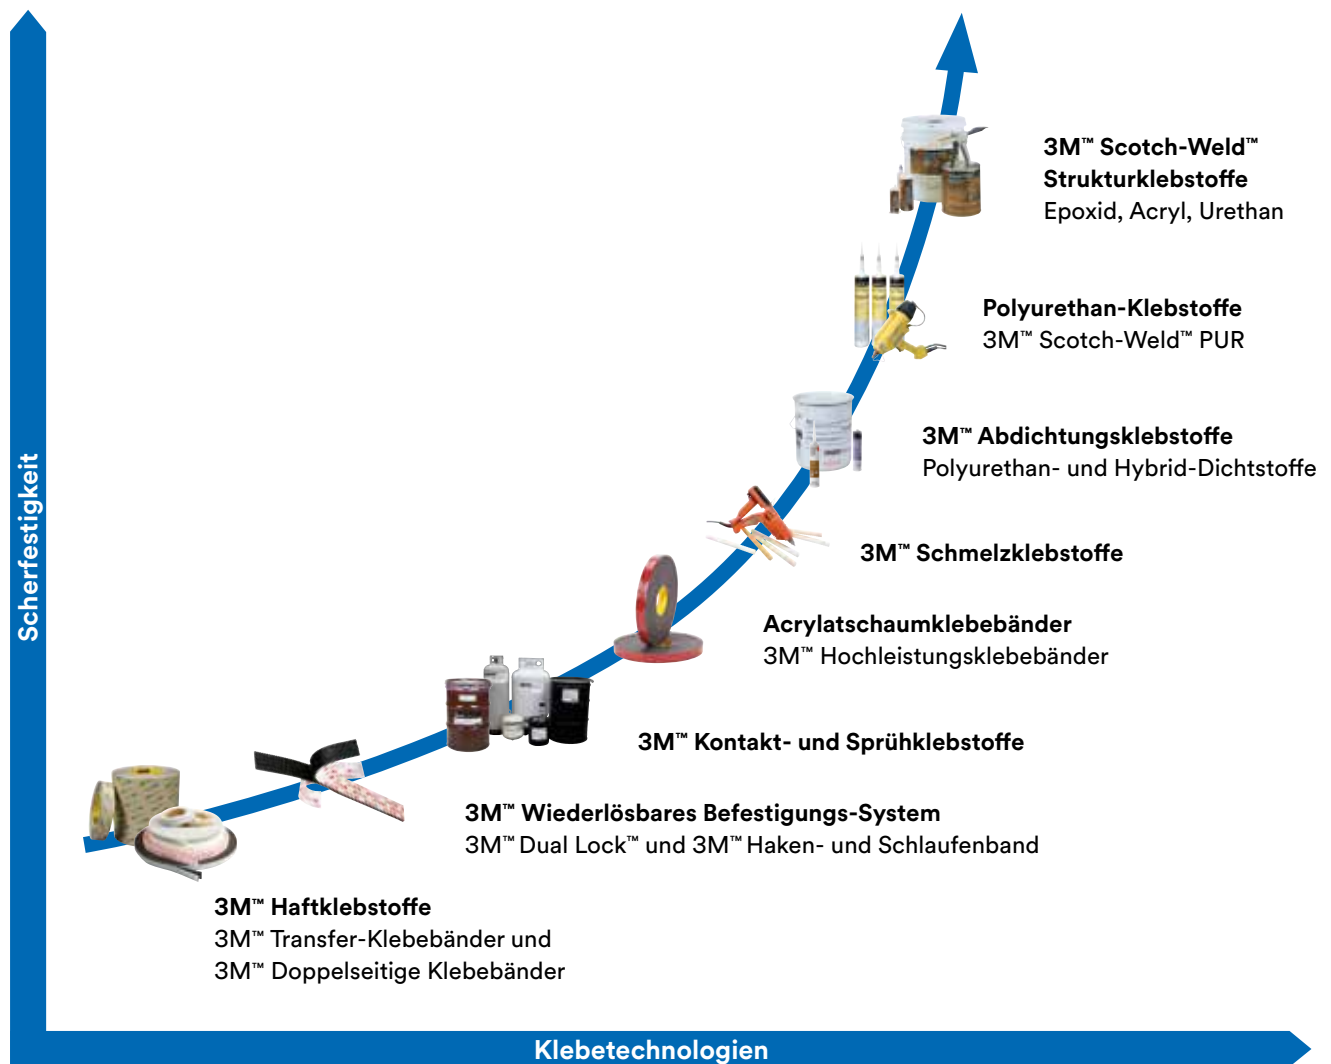 3M™ Scotch-Weld™
Strukturklebstoffe
Epoxid, Acryl, Urethan
Polyurethan-Klebstoffe
3M™ Scotch-Weld™ PUR
3M™ Abdichtungsklebstoffe
Polyurethan- und Hybrid-Dichtstoffe
Scherfestigkeit
3M™ Schmelzklebstoffe
Acrylatschaumklebebänder
3M™ Hochleistungsklebebänder
3M™ Kontakt- und Sprühklebstoffe
3M™ Wiederlösbares Befestigungs-System
3M™ Dual Lock™ und 3M™ Haken- und Schlaufenband
3M™ Haftklebstoffe
3M™ Transfer-Klebebänder und
3M™ Doppelseitige Klebebänder
Klebetechnologien